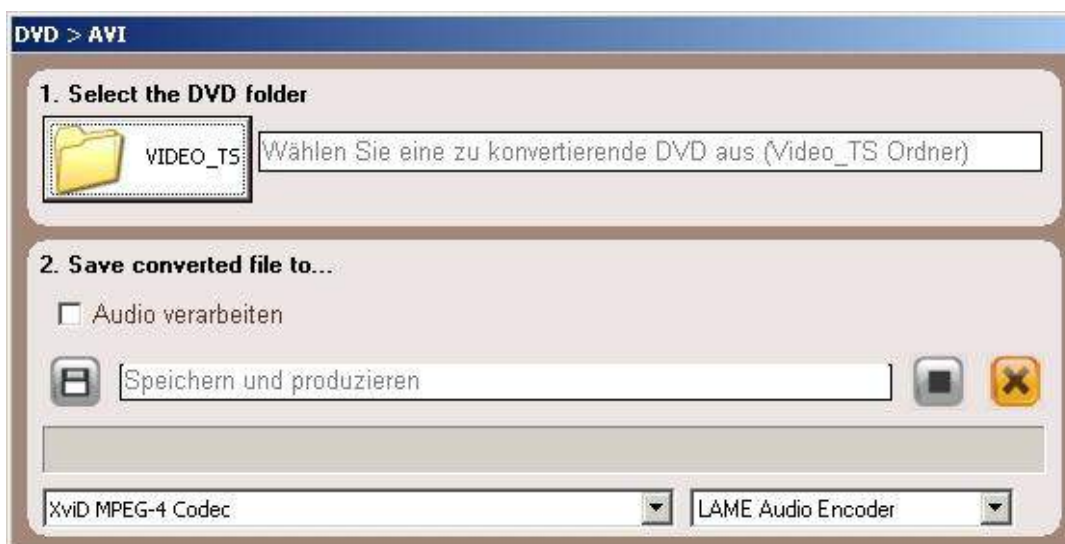 DVD > AVI
1. Select the DVD folder
VIDEO_TS
Wählen Sie eine zu konvertierende DVD aus (Video_TS Ordner)
2. Save converted file to...
Audio verarbeiten
Speichern und produzieren
XviD MPEG-4 Codec
LAME Audio Encoder